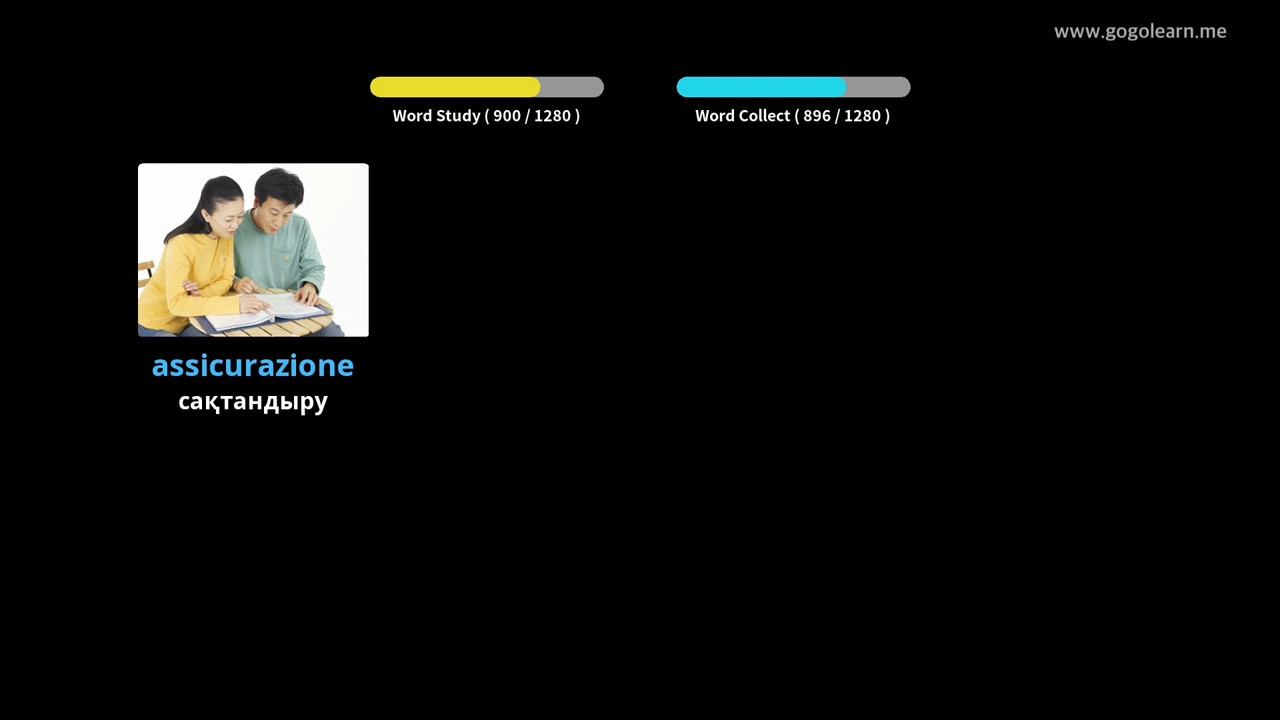 www.gogolearn.me
Word Study ( 900 / 1280 )
Word Collect ( 896 / 1280 )
assicurazione
сақтандыру